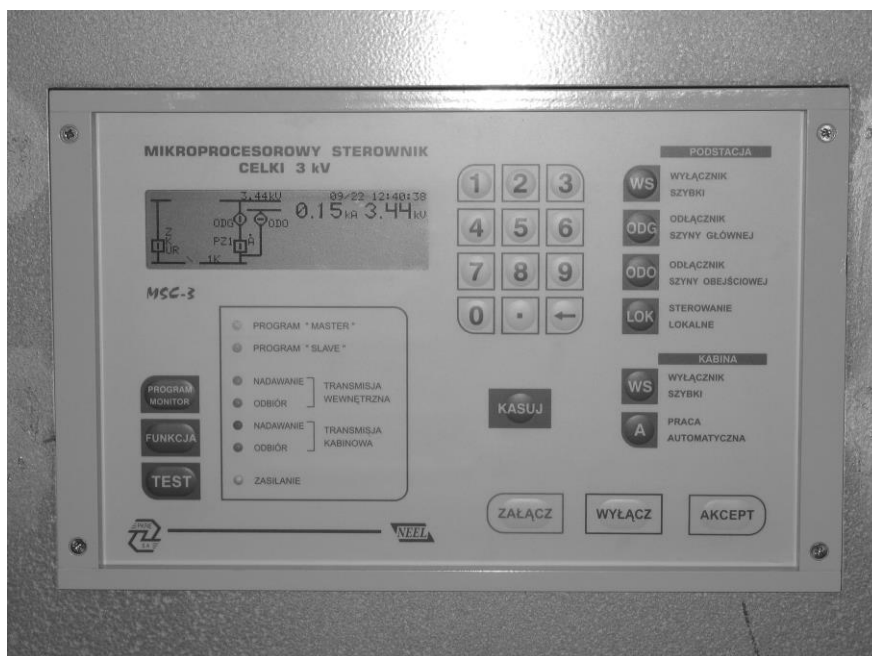 MIKROPROCESOROWY STEROWNIK
CELKI 3 kV
3.44kV 09/22 12:40:38
0.15kA 3.44kV
ODG ODO
Z
R
UR
PZ1 A
1K
MSC-3
PROGRAM "MASTER"
PROGRAM "SLAVE"
NADAWANIE
ODBIÓR
TRANSMISJA
WEWNĘTRZNA
NADAWANIE
ODBIÓR
TRANSMISJA
KABINOWA
ZASILANIE
PROGRAM
MONITOR
FUNKCJA
TEST
NEEL
1 2 3
4 5 6
7 8 9
0 . ←
KASUJ
ZAŁĄCZ WYŁĄCZ AKCEPT
PODSTACJA
WS WYŁĄCZNIK
SZYBKI
ODG ODŁĄCZNIK
SZYNY GŁÓWNEJ
ODO ODŁĄCZNIK
SZYNY OBEJŚCIOWEJ
LOK STEROWANIE
LOKALNE
KABINA
WS WYŁĄCZNIK
SZYBKI
A PRACA
AUTOMATYCZNA